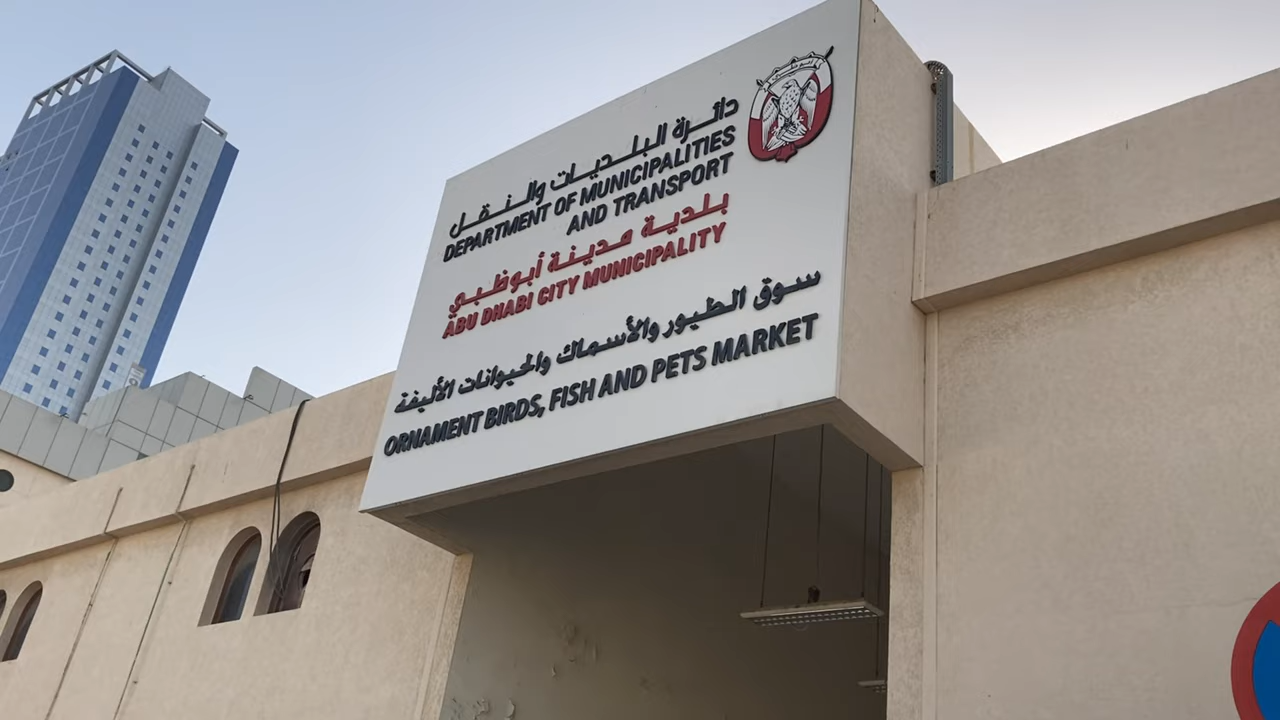 دائرة البلديات والنقل
DEPARTMENT OF MUNICIPALITIES
AND TRANSPORT
بلدية مدينة أبوظبي
ABU DHABI CITY MUNICIPALITY
سوق الطيور والأسماك والحيوانات الأليفة
ORNAMENT BIRDS, FISH AND PETS MARKET